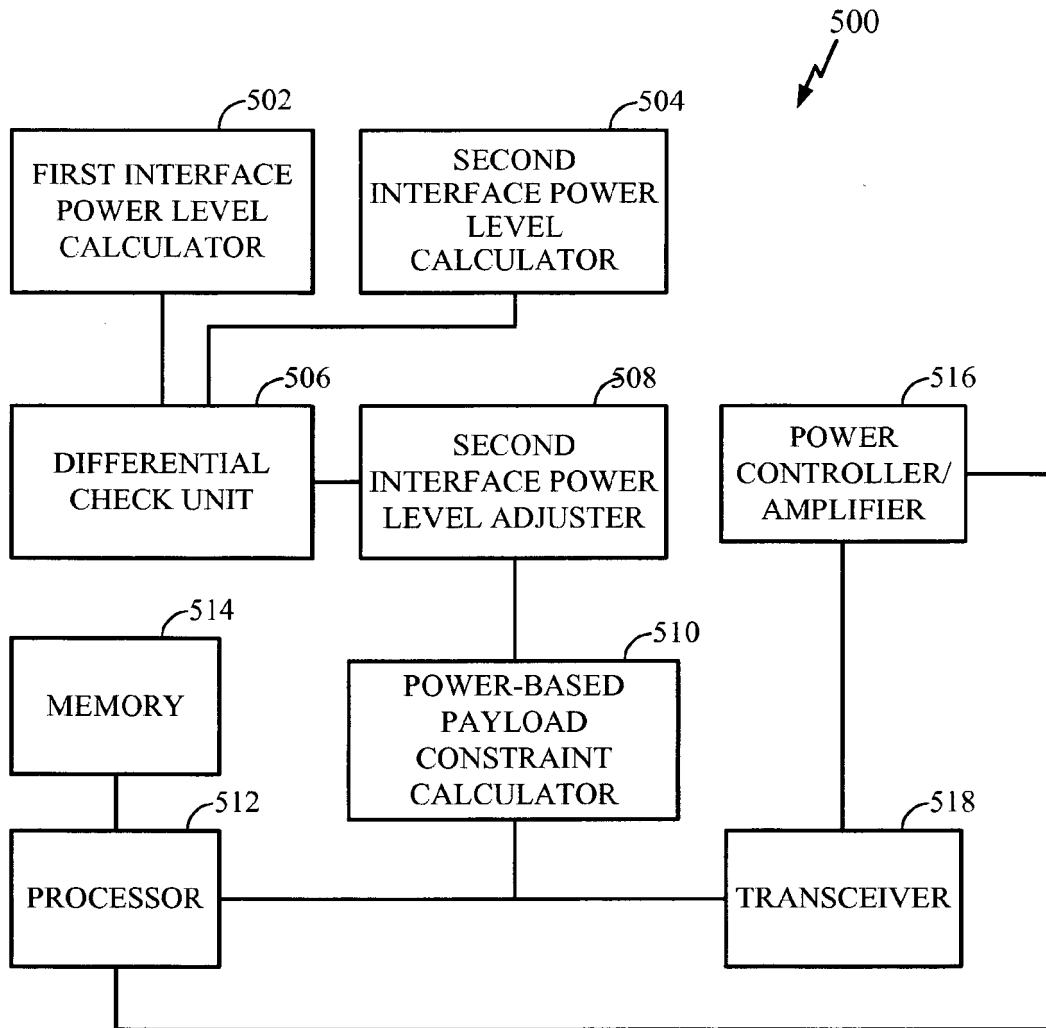 500
502
FIRST INTERFACE
POWER LEVEL
CALCULATOR
504
SECOND
INTERFACE POWER
LEVEL
CALCULATOR
506
DIFFERENTIAL
CHECK UNIT
508
SECOND
INTERFACE POWER
LEVEL ADJUSTER
516
POWER
CONTROLLER/
AMPLIFIER
514
MEMORY
510
POWER-BASED
PAYLOAD
CONSTRAINT
CALCULATOR
512
PROCESSOR
518
TRANSCEIVER